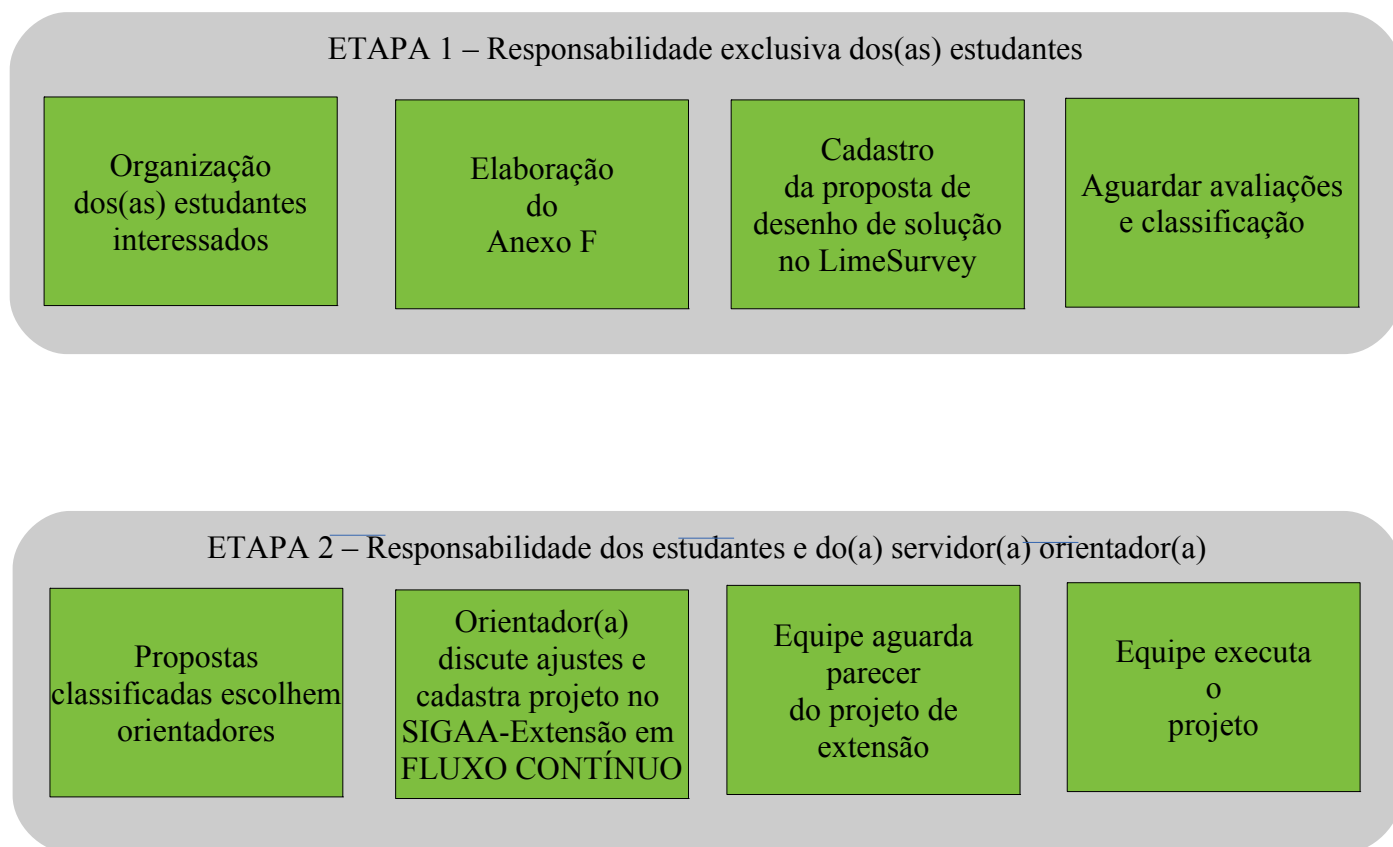 ETAPA 1 – Responsabilidade exclusiva dos(as) estudantes
Organização
dos(as) estudantes
interessados
Elaboração
do
Anexo F
Cadastro
da proposta de
desenho de solução
no LimeSurvey
Aguardar avaliações
e classificação
ETAPA 2 – Responsabilidade dos estudantes e do(a) servidor(a) orientador(a)
Propostas
classificadas escolhem
orientadores
Orientador(a)
discute ajustes e
cadastra projeto no
SIGAA-Extensão em
FLUXO CONTÍNUO
Equipe aguarda
parecer
do projeto de
extensão
Equipe executa
o
projeto